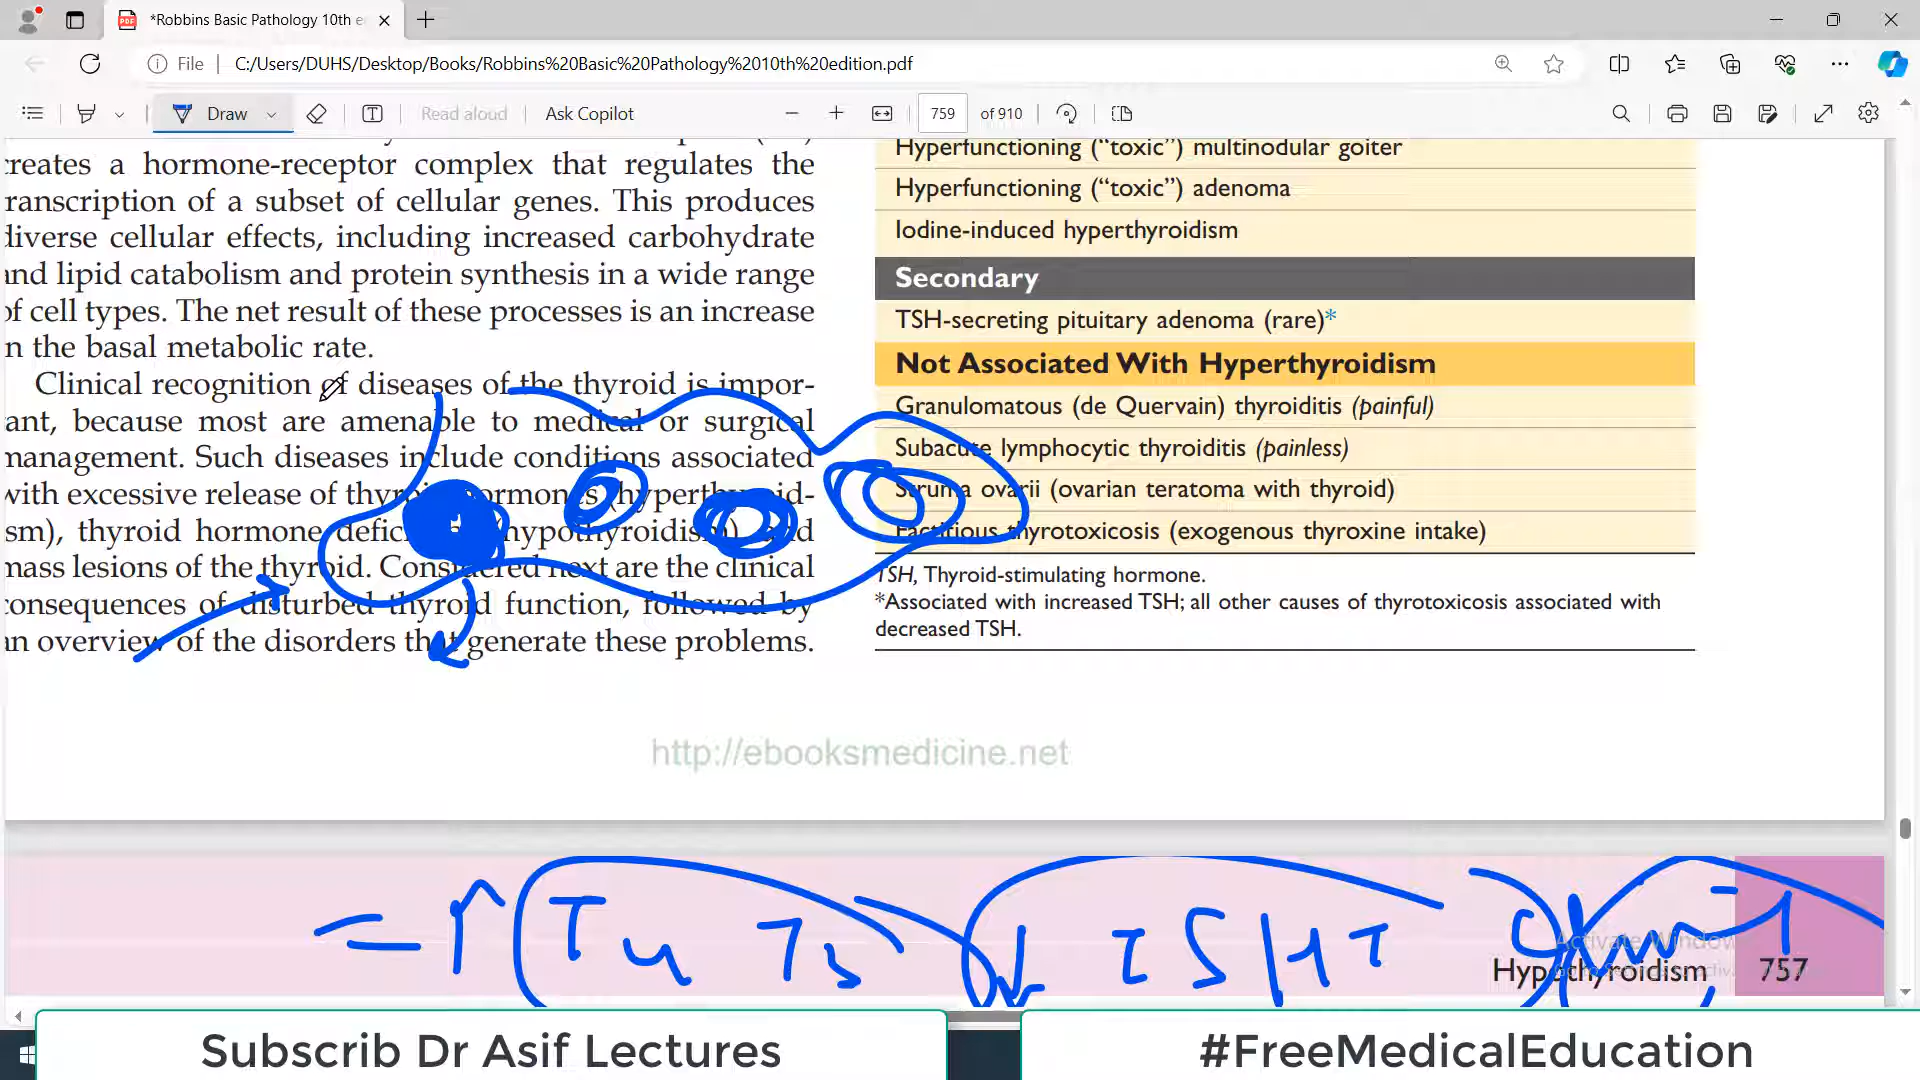 *Robbins Basic Pathology 10th e
File
C:/Users/DUHS/Desktop/Books/Robbins%20Basic%20Pathology%2010th%20edition.pdf
Draw
Read aloud
Ask Copilot
759 of 910
creates a hormone-receptor complex that regulates the
ranscription of a subset of cellular genes. This produces
diverse cellular effects, including increased carbohydrate
and lipid catabolism and protein synthesis in a wide range
of cell types. The net result of these processes is an increase
n the basal metabolic rate.
Clinical recognition of diseases of the thyroid is impor-
ant, because most are amenable to medical or surgical
management. Such diseases include conditions associated
with excessive release of thyroid hormones (hyperthyroid-
ism), thyroid hormone deficiency (hypothyroidism), and
mass lesions of the thyroid. Considered next are the clinical
consequences of disturbed thyroid function, followed by
an overview of the disorders that generate these problems.
Hyperfunctioning (“toxic”) multinodular goiter
Hyperfunctioning (“toxic”) adenoma
Iodine-induced hyperthyroidism
Secondary
TSH-secreting pituitary adenoma (rare)*
Not Associated With Hyperthyroidism
Granulomatous (de Quervain) thyroiditis (painful)
Subacute lymphocytic thyroiditis (painless)
Struma ovarii (ovarian teratoma with thyroid)
Factitious thyrotoxicosis (exogenous thyroxine intake)
TSH, Thyroid-stimulating hormone.
*Associated with increased TSH; all other causes of thyrotoxicosis associated with
decreased TSH.
http://ebooksmedicine.net
Hypothyroidism 757
Activate Window
Subscrib Dr Asif Lectures
#FreeMedicalEducation